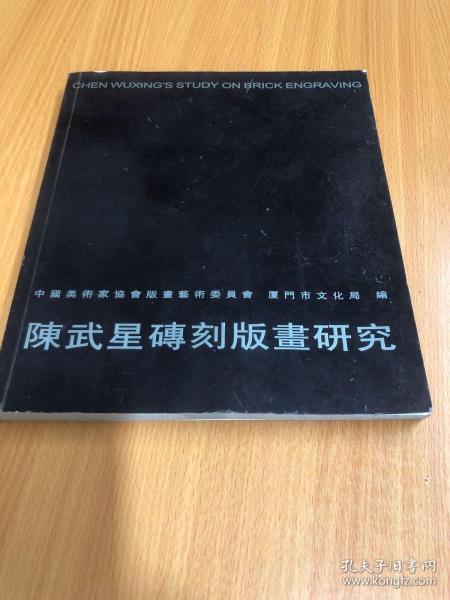 CHEN WUXING'S STUDY ON BRICK ENGRAVING
中國美術家協會版畫藝術委員會 厦門市文化局 編
陳武星磚刻版畫研究
孔夫子旧书网
www.kongfz.com